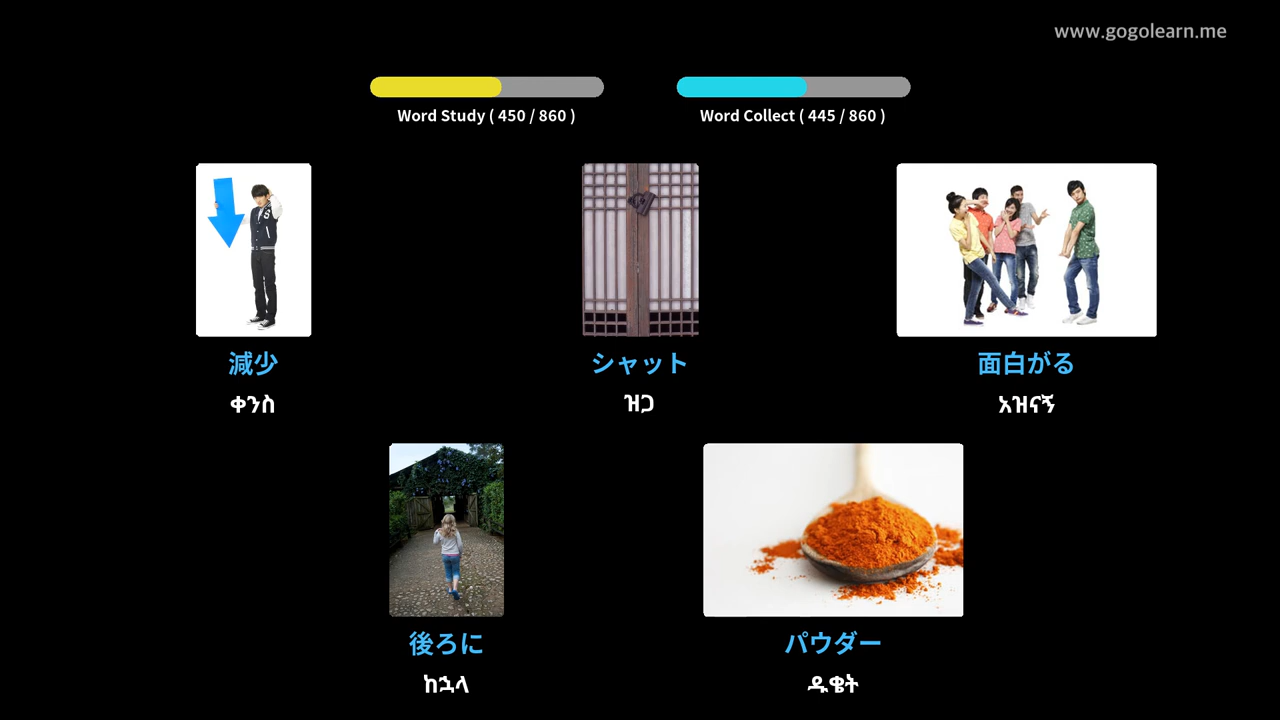 www.gogolearn.me
Word Study ( 450 / 860 )
Word Collect ( 445 / 860 )
減少
ቀንስ
シャット
ዝጋ
面白がる
አዝናኝ
後ろに
ከኋላ
パウダー
ዱቄት